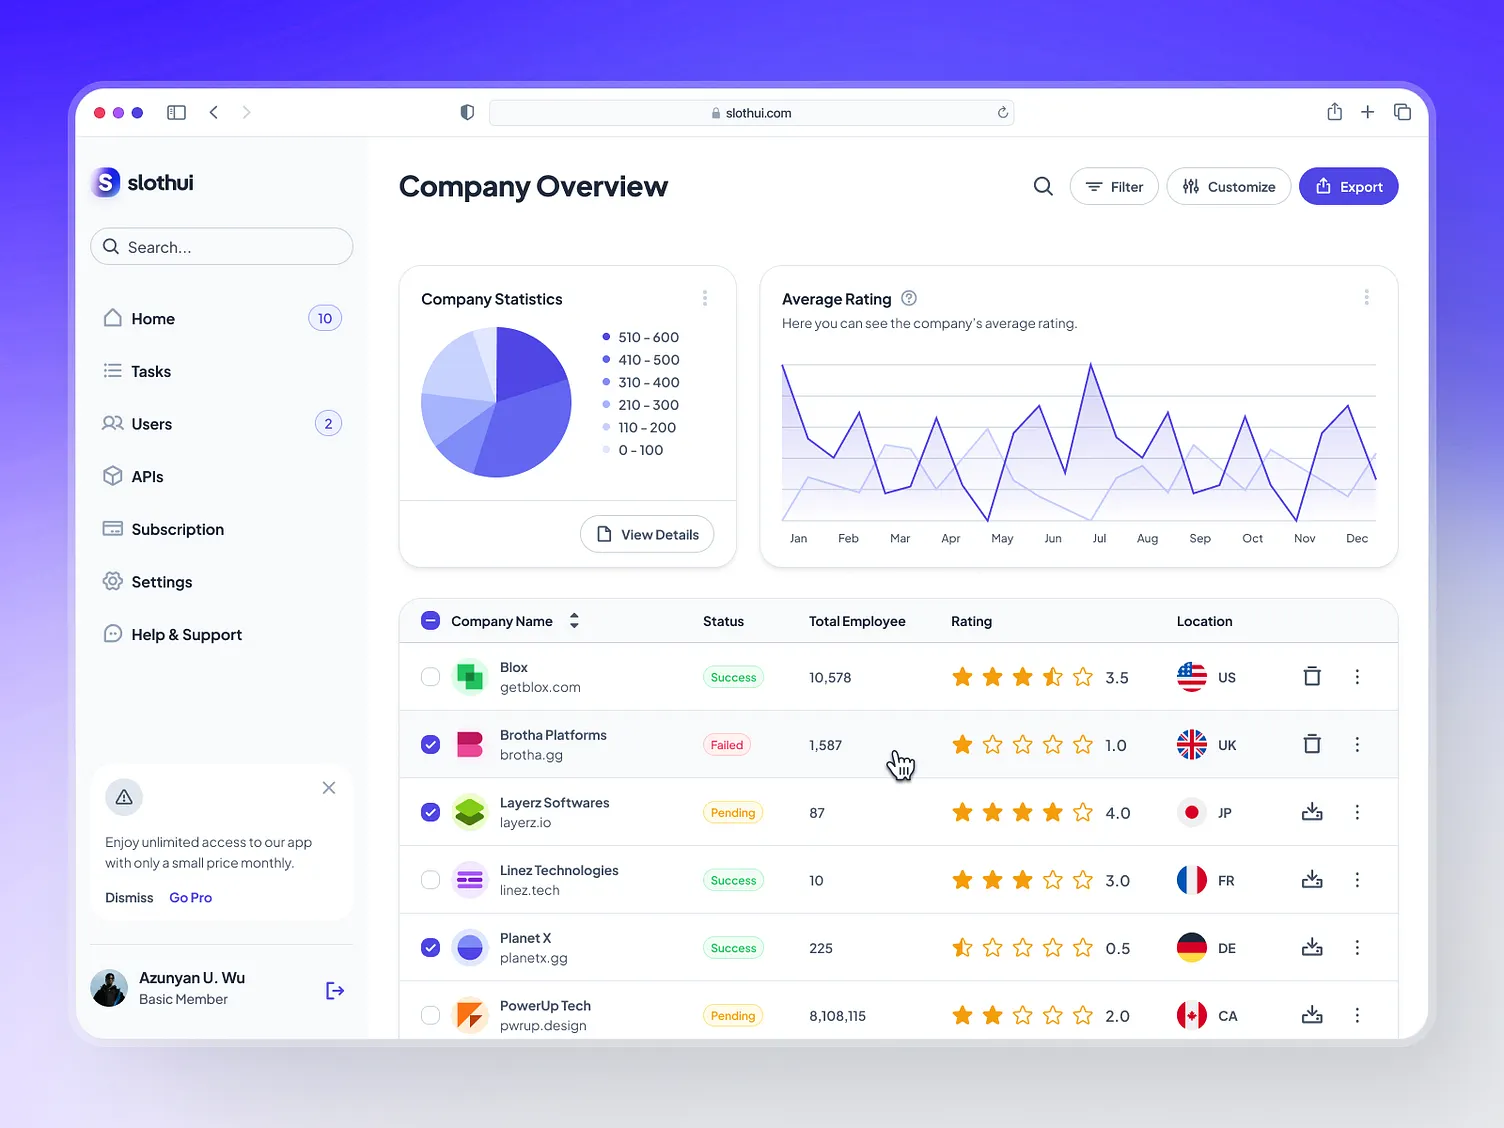 slothui.com
S slothui
Search...
Home 10
Tasks
Users 2
APIs
Subscription
Settings
Help & Support
Enjoy unlimited access to our app
with only a small price monthly.
Dismiss Go Pro
Azunyan U. Wu
Basic Member
Company Overview
Filter
Customize
Export
Company Statistics
510 - 600
410 - 500
310 - 400
210 - 300
110 - 200
0 - 100
View Details
Average Rating ?
Here you can see the company's average rating.
Jan Feb Mar Apr May Jun Jul Aug Sep Oct Nov Dec
Company Name Status Total Employee Rating Location
Blox
getblox.com
Success 10,578 3.5 US
Brotha Platforms
brotha.gg
Failed 1,587 1.0 UK
Layerz Softwares
layerz.io
Pending 87 4.0 JP
Linez Technologies
linez.tech
Success 10 3.0 FR
Planet X
planetx.gg
Success 225 0.5 DE
PowerUp Tech
pwrup.design
Pending 8,108,115 2.0 CA